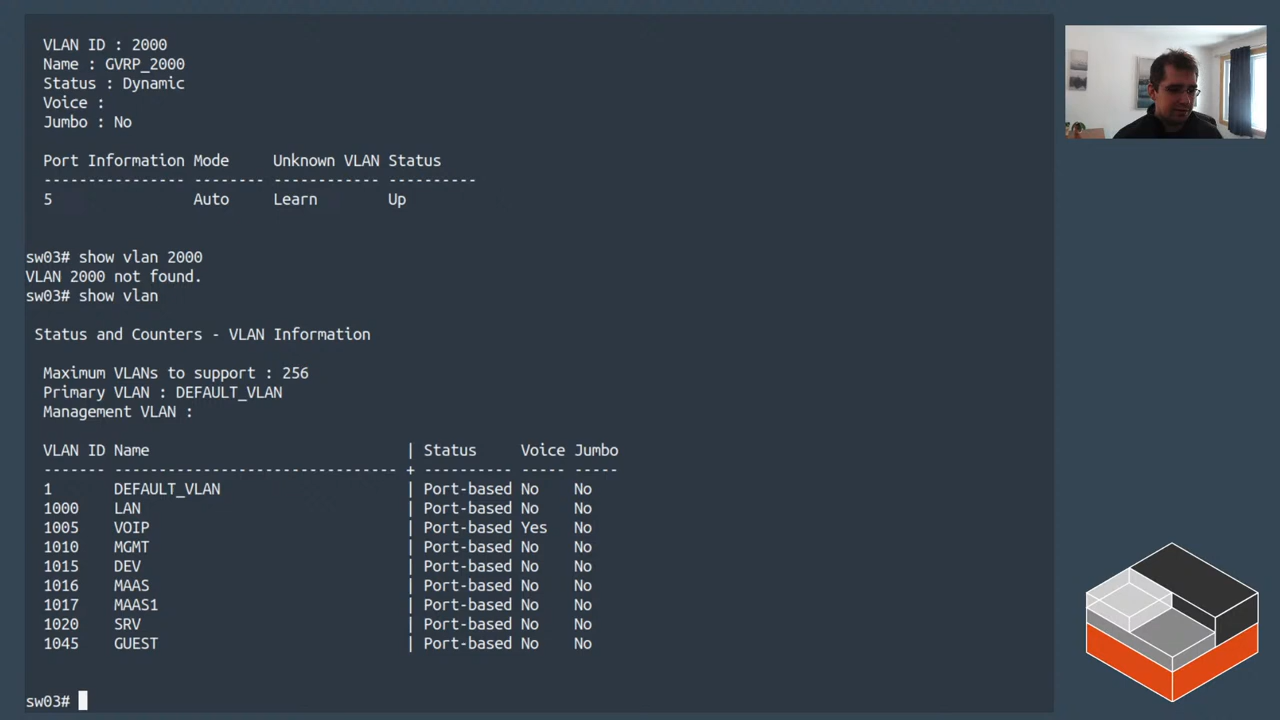 VLAN ID : 2000
Name : GVRP_2000
Status : Dynamic
Voice :
Jumbo : No
Port Information Mode     Unknown VLAN Status
---------------- -------- ------------ ----------
5                Auto     Learn        Up
sw03# show vlan 2000
VLAN 2000 not found.
sw03# show vlan
Status and Counters - VLAN Information
Maximum VLANs to support : 256
Primary VLAN : DEFAULT_VLAN
Management VLAN :
VLAN ID Name                             | Status     Voice Jumbo
------- -------------------------------- + ---------- ----- -----
1       DEFAULT_VLAN                     | Port-based No    No
1000    LAN                              | Port-based No    No
1005    VOIP                             | Port-based Yes   No
1010    MGMT                             | Port-based No    No
1015    DEV                              | Port-based No    No
1016    MAAS                             | Port-based No    No
1017    MAAS1                            | Port-based No    No
1020    SRV                              | Port-based No    No
1045    GUEST                            | Port-based No    No
sw03#